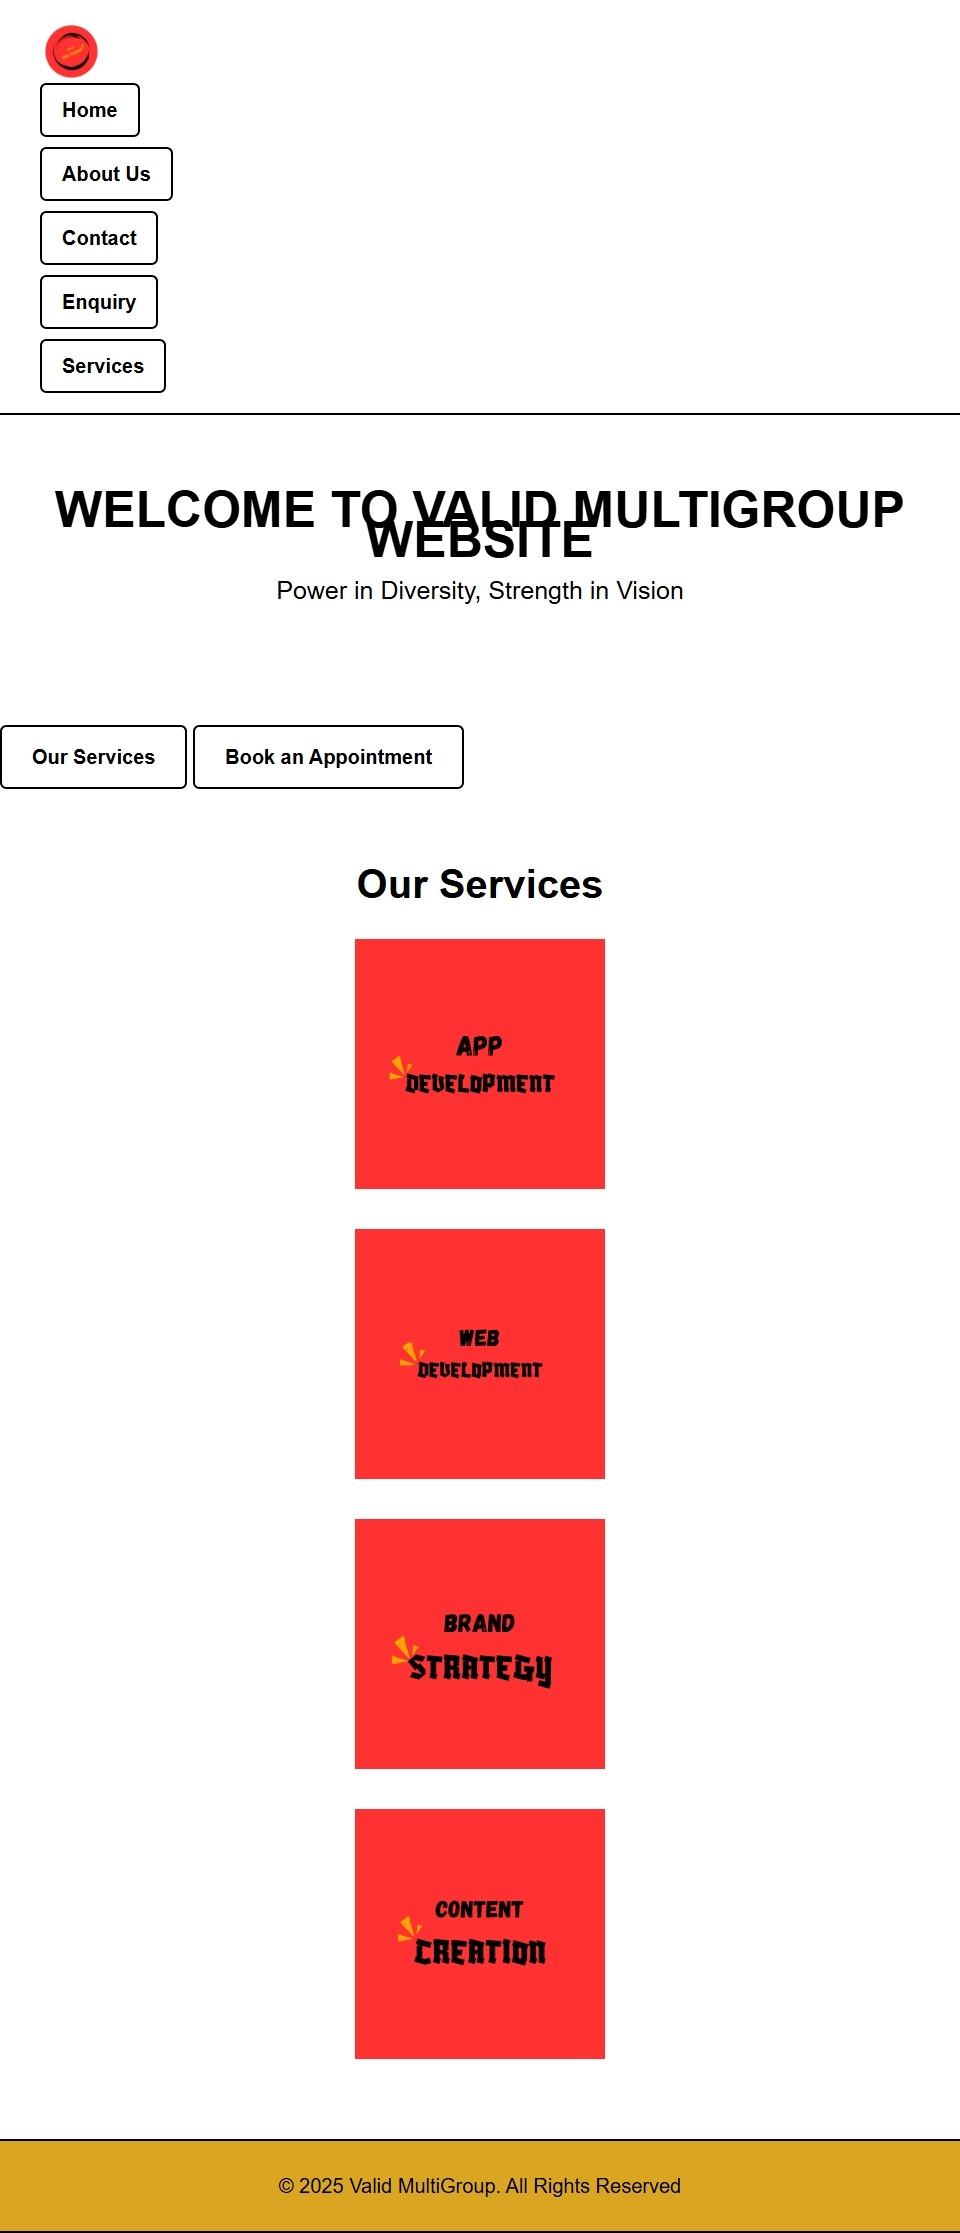 Home
About Us
Contact
Enquiry
Services
WELCOME TO VALID MULTIGROUP
WEBSITE
Power in Diversity, Strength in Vision
Our Services
Book an Appointment
Our Services
APP
DEVELOPMENT
WEB
DEVELOPMENT
BRAND
STRATEGY
CONTENT
CREATION
© 2025 Valid MultiGroup. All Rights Reserved